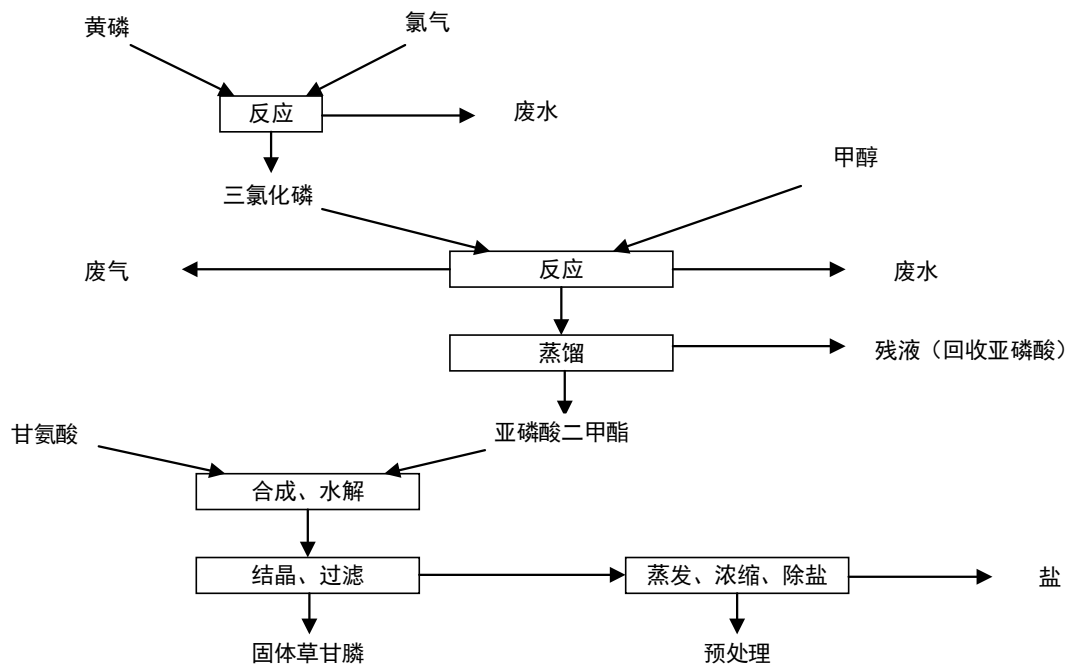 黄磷
氯气
反应
废水
甲醇
三氯化磷
废气
反应
废水
蒸馏
残液（回收亚磷酸）
甘氨酸
亚磷酸二甲酯
合成、水解
结晶、过滤
蒸发、浓缩、除盐
盐
固体草甘膦
预处理